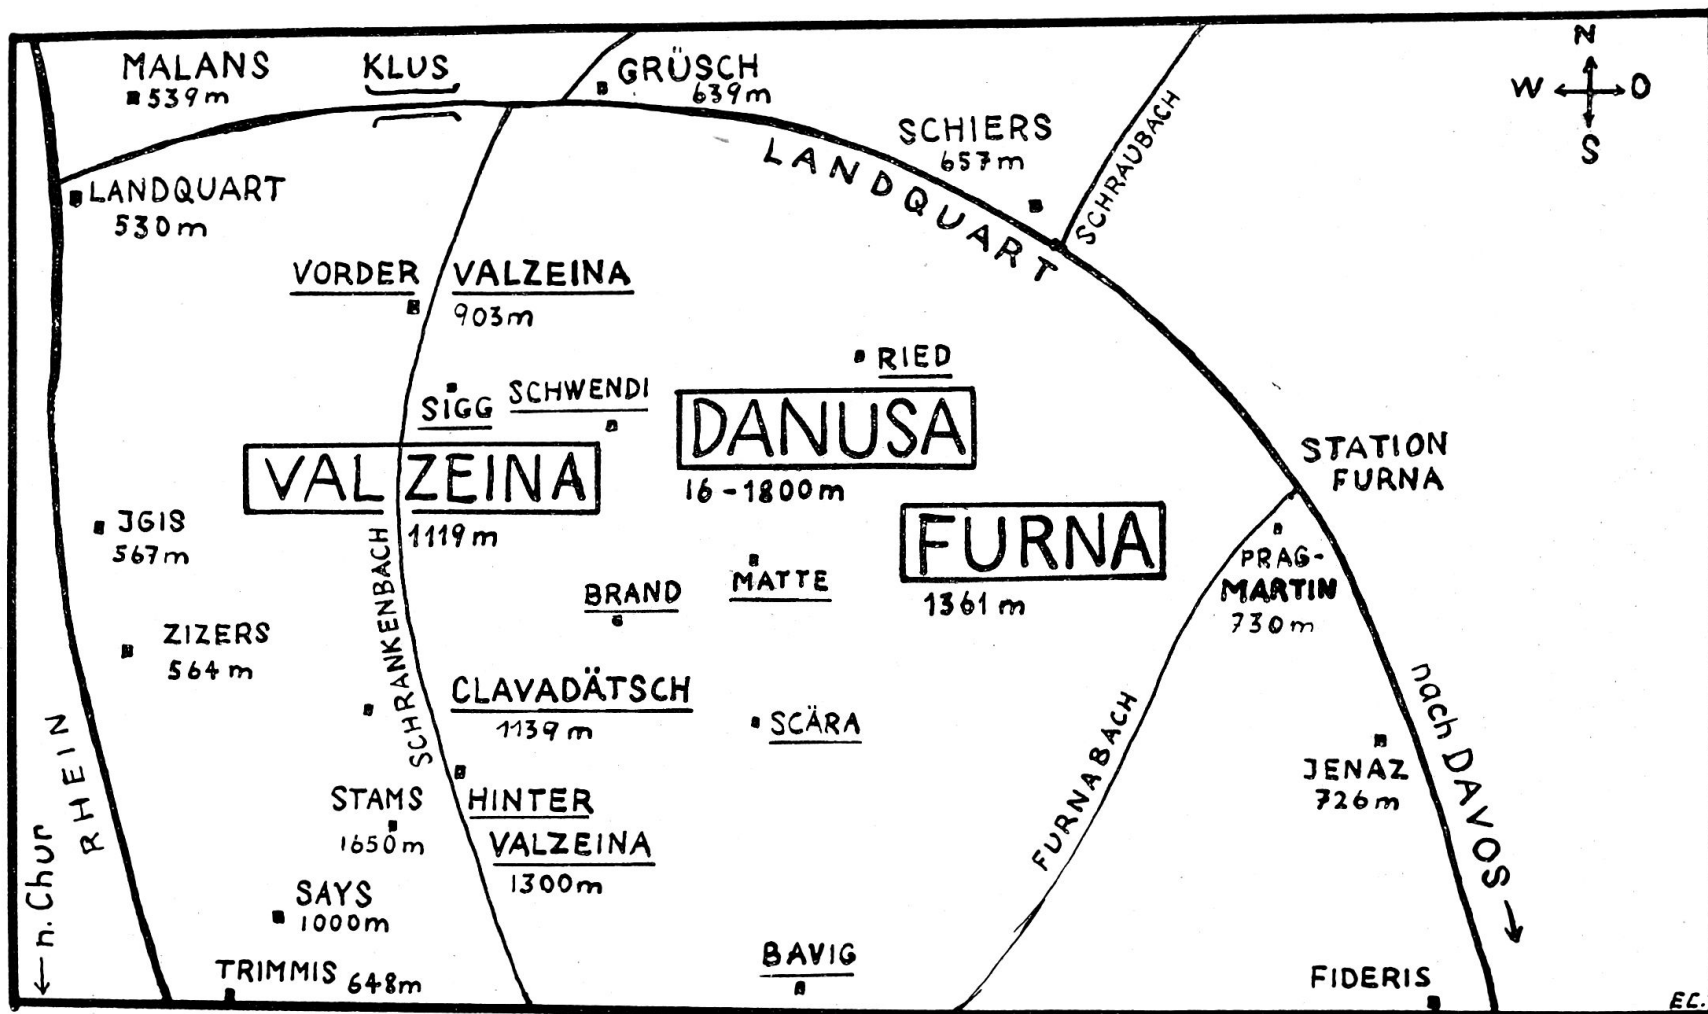 N
W O
S
MALANS
539m
KLUS
GRÜSCH
639m
SCHIERS
657m
SCHRAUBACH
LANDQUART
LANDQUART
530m
VORDER VALZEINA
903m
RIED
SIGG
SCHWENDI
DANUSA
16-1800m
VALZEINA
1119m
STATION
FURNA
FURNA
1361m
JGIS
567m
PRAG-
MARTIN
730m
MATTE
BRAND
SCHRANKENBACH
ZIZERS
564m
CLAVADÄTSCH
1139m
SCÄRA
FURNABACH
nach DAVOS
JENAZ
726m
RHEIN
STAMS
1650m
HINTER
VALZEINA
1300m
n. Chur
SAYS
1000m
TRIMMIS 648m
BAVIG
FIDERIS
EC.